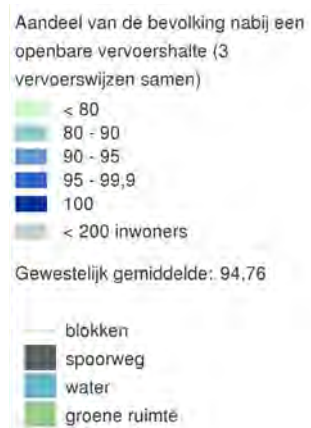 Aandeel van de bevolking nabij een
openbare vervoershalte (3
vervoerswijzen samen)
< 80
80 - 90
90 - 95
95 - 99,9
100
< 200 inwoners
Gewestelijk gemiddelde: 94,76
blokken
spoorweg
water
groene ruimte